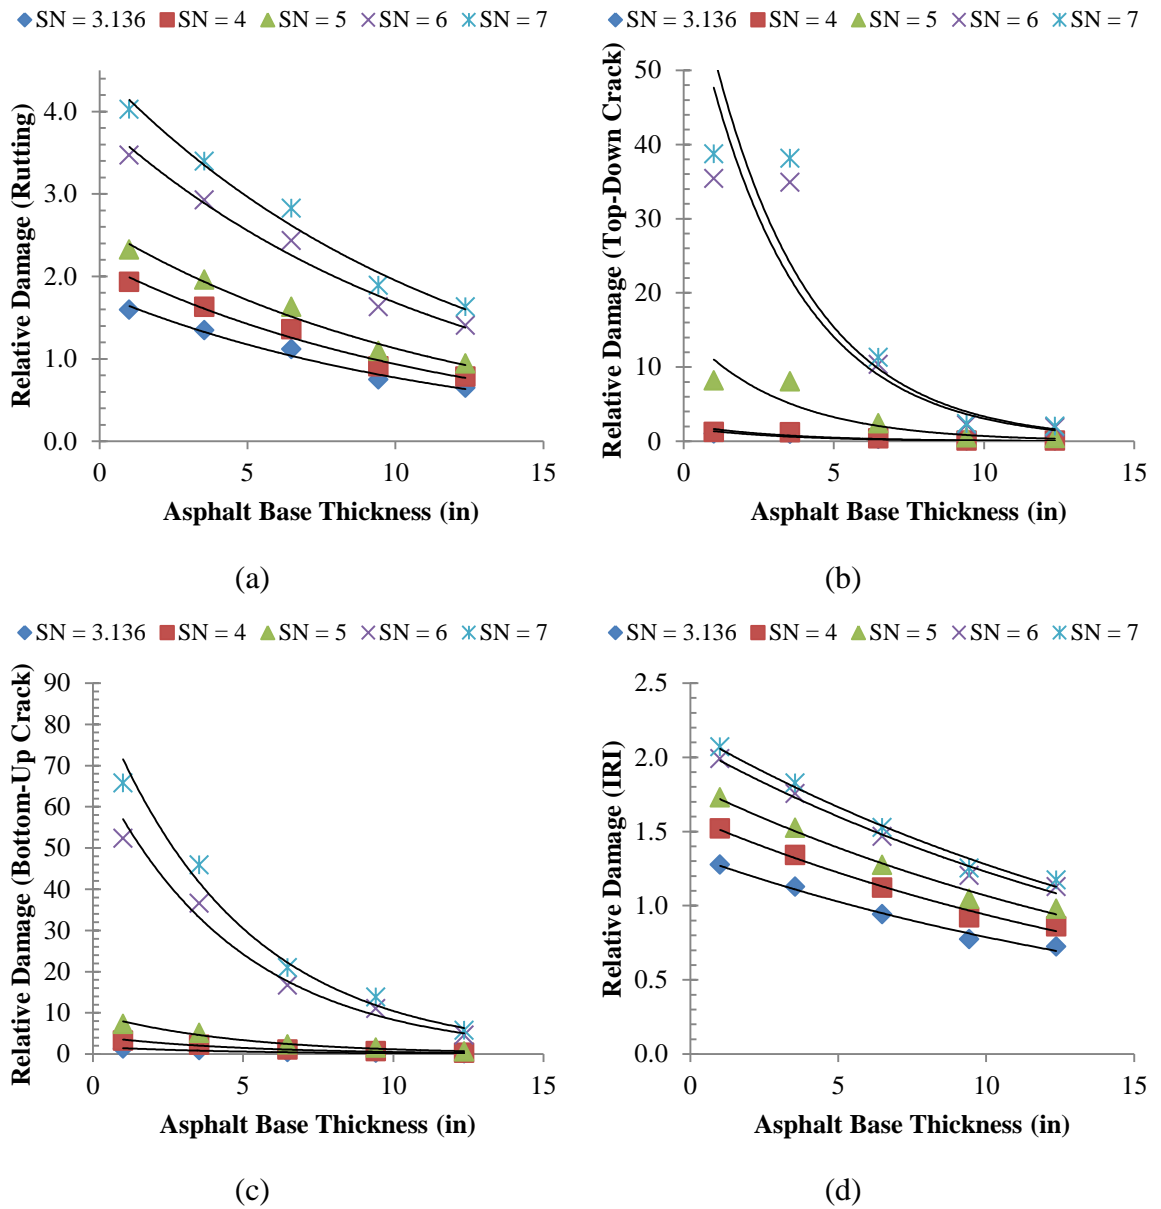 SN = 3.136 SN = 4 SN = 5 SN = 6 SN = 7
Relative Damage (Rutting)
4.0
3.0
2.0
1.0
0.0
0 5 10 15
Asphalt Base Thickness (in)
(a)
SN = 3.136 SN = 4 SN = 5 SN = 6 SN = 7
Relative Damage (Top-Down Crack)
50
40
30
20
10
0
0 5 10 15
Asphalt Base Thickness (in)
(b)
SN = 3.136 SN = 4 SN = 5 SN = 6 SN = 7
Relative Damage (Bottom-Up Crack)
90
80
70
60
50
40
30
20
10
0
0 5 10 15
Asphalt Base Thickness (in)
(c)
SN = 3.136 SN = 4 SN = 5 SN = 6 SN = 7
Relative Damage (IRI)
2.5
2.0
1.5
1.0
0.5
0.0
0 5 10 15
Asphalt Base Thickness (in)
(d)